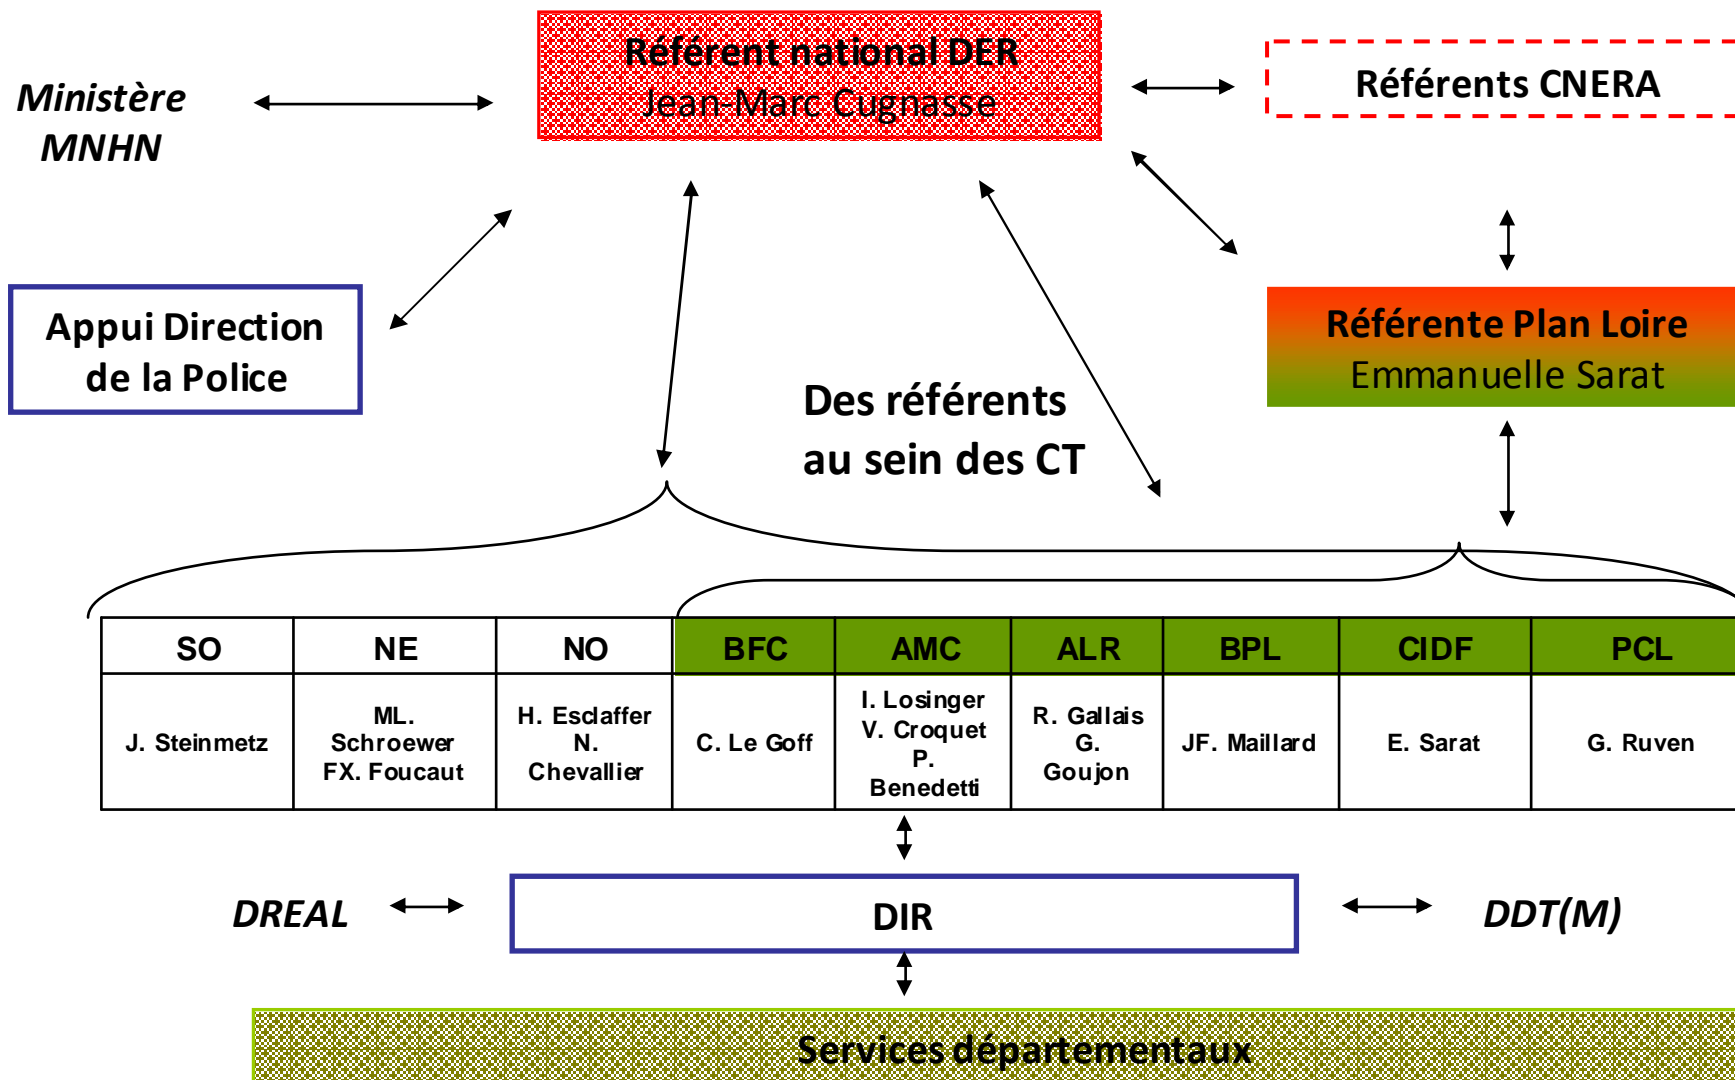 Référent national DER
Jean-Marc Cugnasse
Ministère
MNHN
Référents CNERA
Appui Direction
de la Police
Référente Plan Loire
Emmanuelle Sarat
Des référents
au sein des CT
SO NE NO BFC AMC ALR BPL CIDF PCL
J. Steinmetz
ML.
Schroewer
FX. Foucaut
H. Esclaffer
N.
Chevallier
C. Le Goff
I. Losinger
V. Croquet
P.
Benedetti
R. Gallais
G.
Goujon
JF. Maillard
E. Sarat
G. Ruven
DREAL
DIR
DDT(M)
Services départementaux